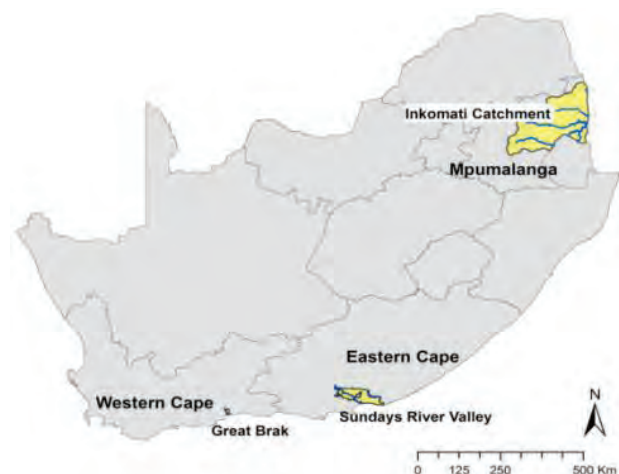 Inkomati Catchment
Mpumalanga
Eastern Cape
Western Cape
Sundays River Valley
Great Brak
N
0 125 250 500 Km